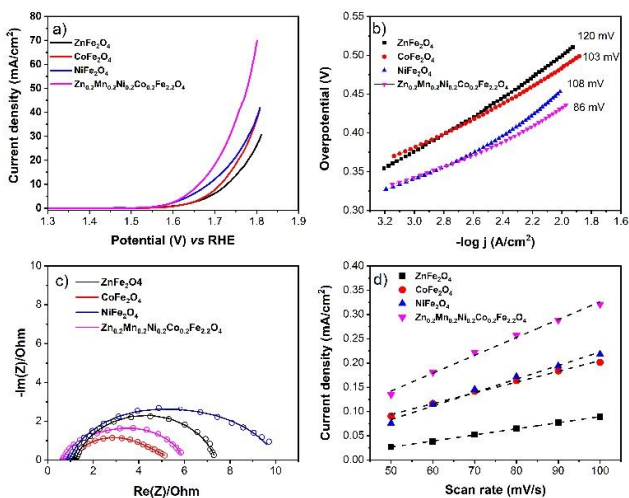 a)
ZnFe₂O₄
CoFe₂O₄
NiFe₂O₄
Zn₀.₂Mn₀.₂Ni₀.₂Co₀.₂Fe₂.₂O₄
Current density (mA/cm²)
80
70
60
50
40
30
20
10
0
1.3 1.4 1.5 1.6 1.7 1.8 1.9
Potential (V) vs RHE
b)
ZnFe₂O₄
CoFe₂O₄
NiFe₂O₄
Zn₀.₂Mn₀.₂Ni₀.₂Co₀.₂Fe₂.₂O₄
120 mV
103 mV
108 mV
86 mV
Overpotential (V)
0.50
0.45
0.40
0.35
0.30
3.2 3.0 2.8 2.6 2.4 2.2 2.0 1.8 1.6
-log j (A/cm²)
c)
ZnFe₂O4
CoFe₂O₄
NiFe₂O₄
Zn₀.₂Mn₀.₂Ni₀.₂Co₀.₂Fe₂.₂O₄
-Im(Z)/Ohm
10
8
6
4
2
0
0 2 4 6 8 10
Re(Z)/Ohm
d)
ZnFe₂O₄
CoFe₂O₄
NiFe₂O₄
Zn₀.₂Mn₀.₂Ni₀.₂Co₀.₂Fe₂.₂O₄
Current density (mA/cm²)
0.40
0.35
0.30
0.25
0.20
0.15
0.10
0.05
0.00
50 60 70 80 90 100
Scan rate (mV/s)